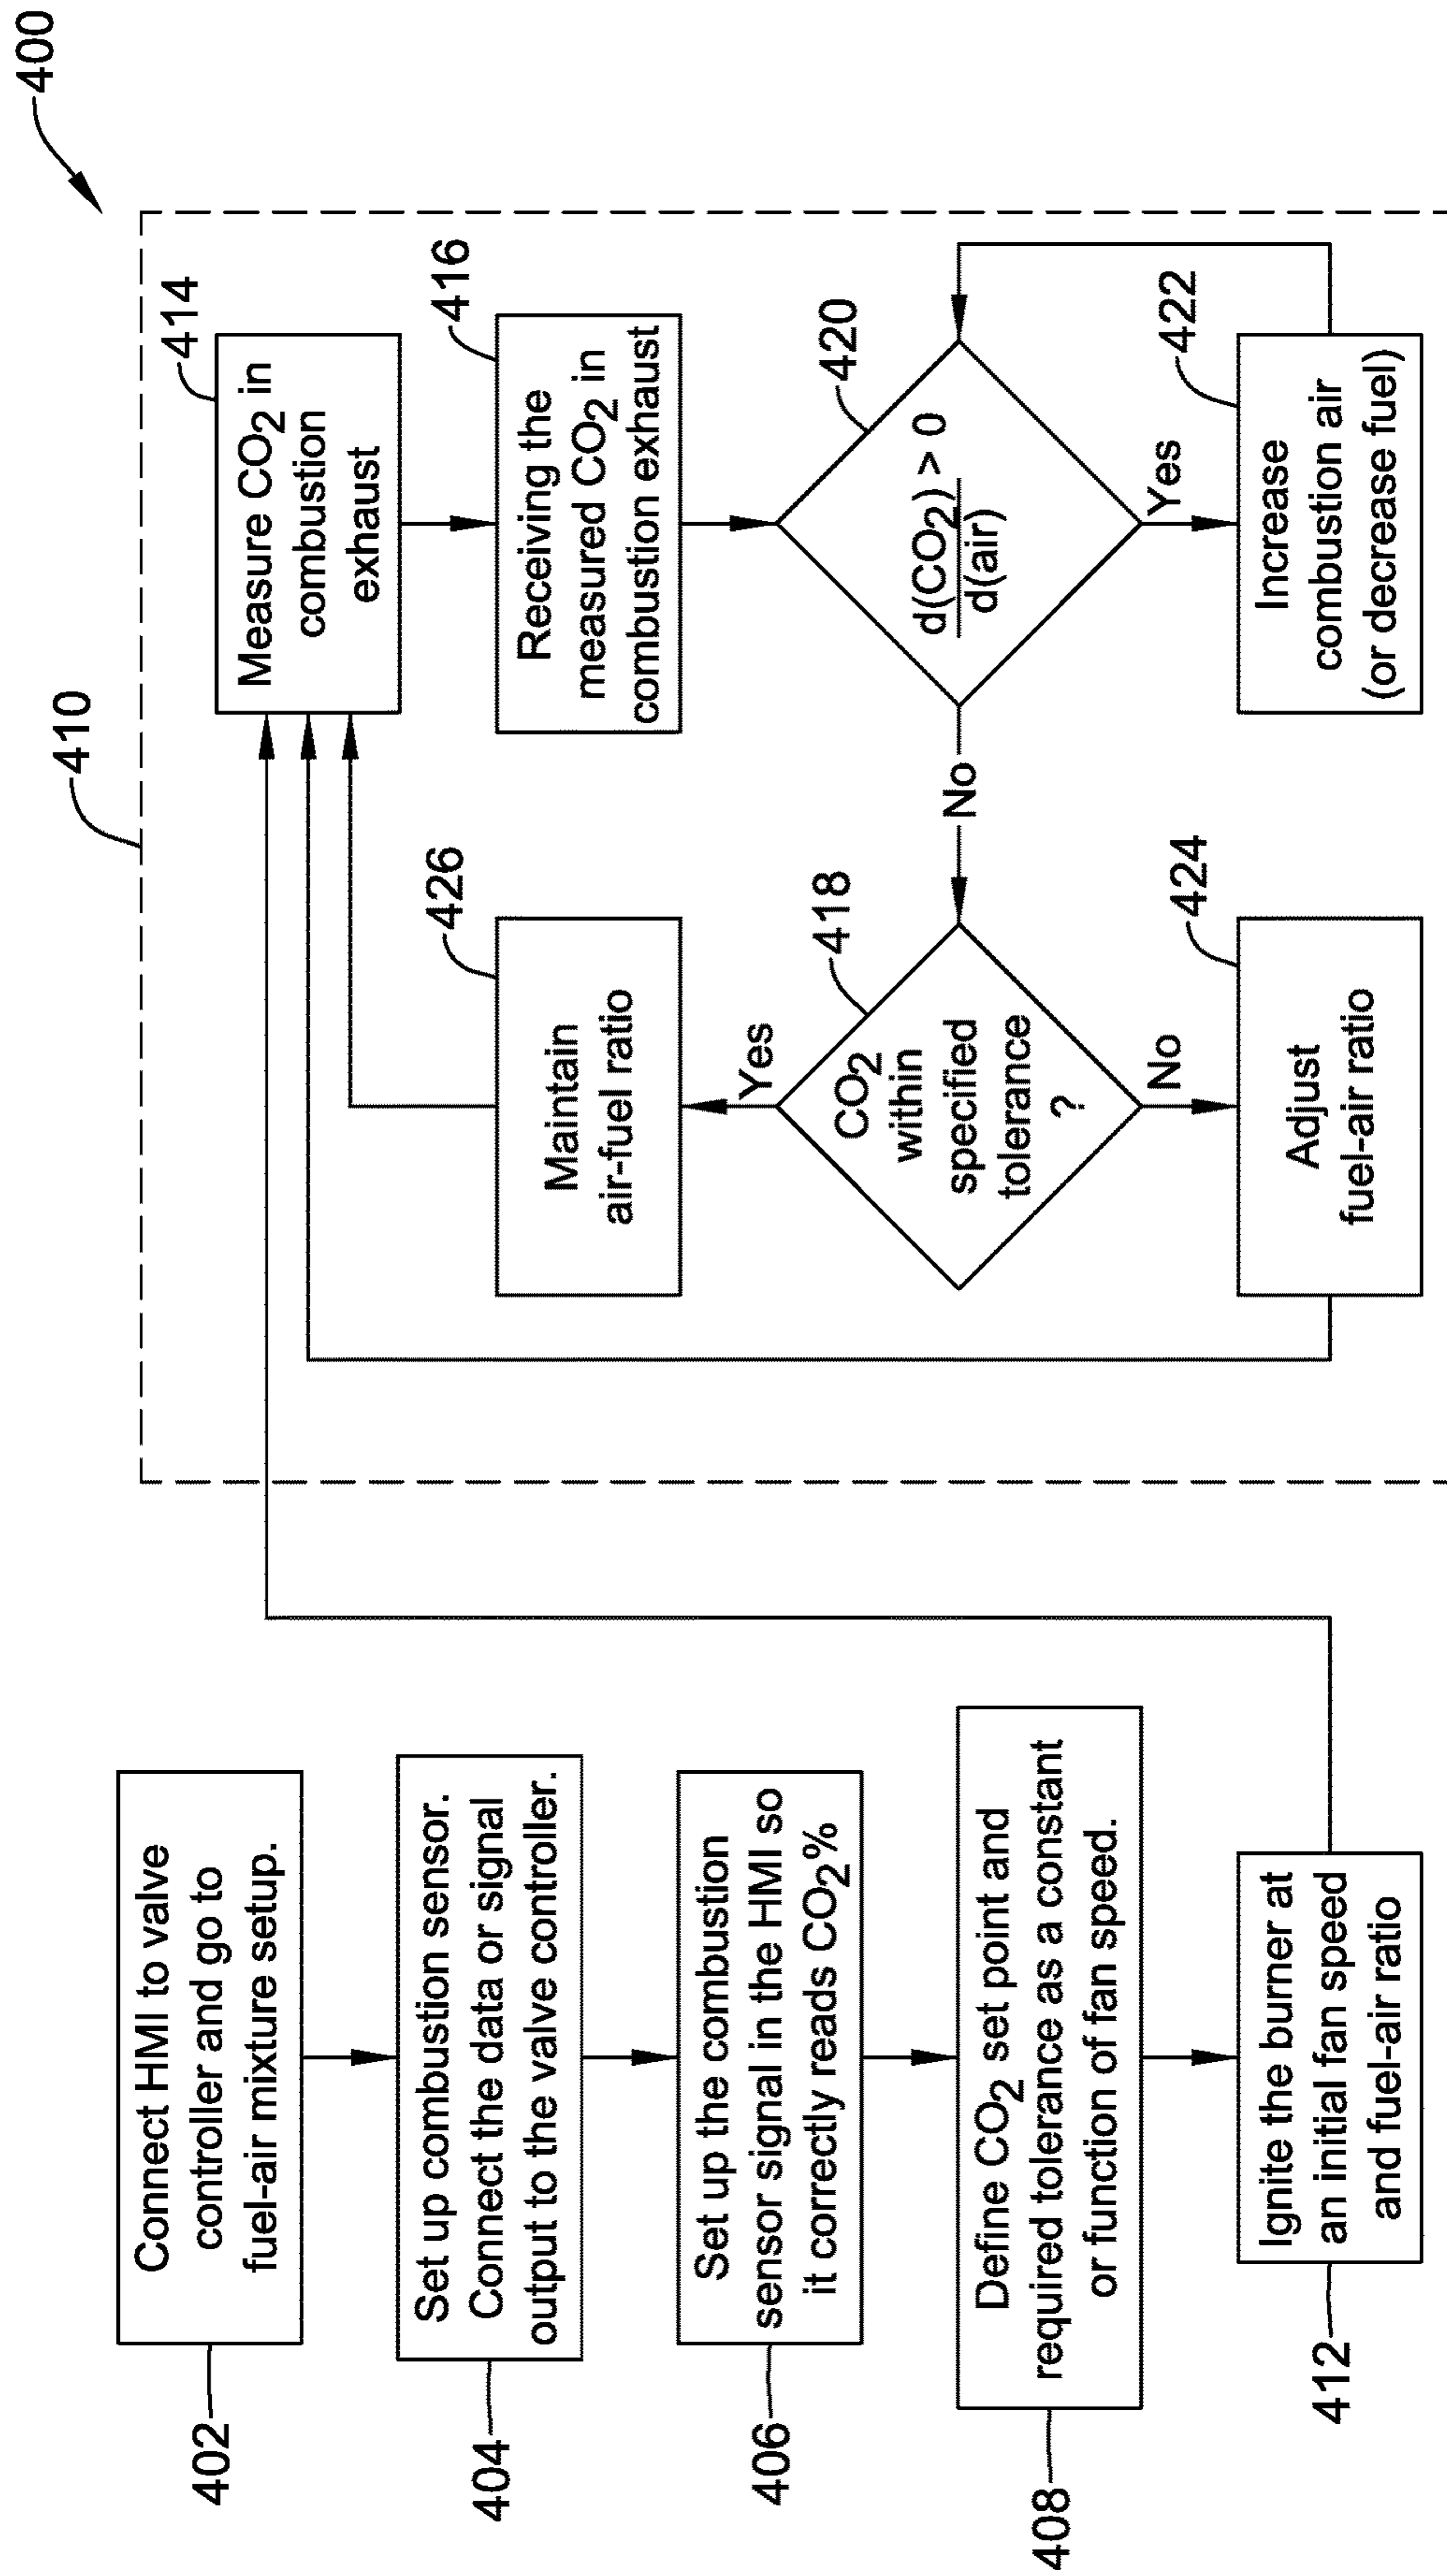 400
402
Connect HMI to valve
controller and go to
fuel-air mixture setup.
404
Set up combustion sensor.
Connect the data or signal
output to the valve controller.
406
Set up the combustion
sensor signal in the HMI so
it correctly reads CO2%
408
Define CO2 set point and
required tolerance as a constant
or function of fan speed.
412
Ignite the burner at
an initial fan speed
and fuel-air ratio
410
414
Measure CO2 in
combustion
exhaust
416
Receiving the
measured CO2 in
combustion exhaust
420
d(CO2) > 0
d(air)
Yes
No
422
Increase
combustion air
(or decrease fuel)
418
CO2
within
specified
tolerance
?
Yes
No
426
Maintain
air-fuel ratio
424
Adjust
fuel-air ratio